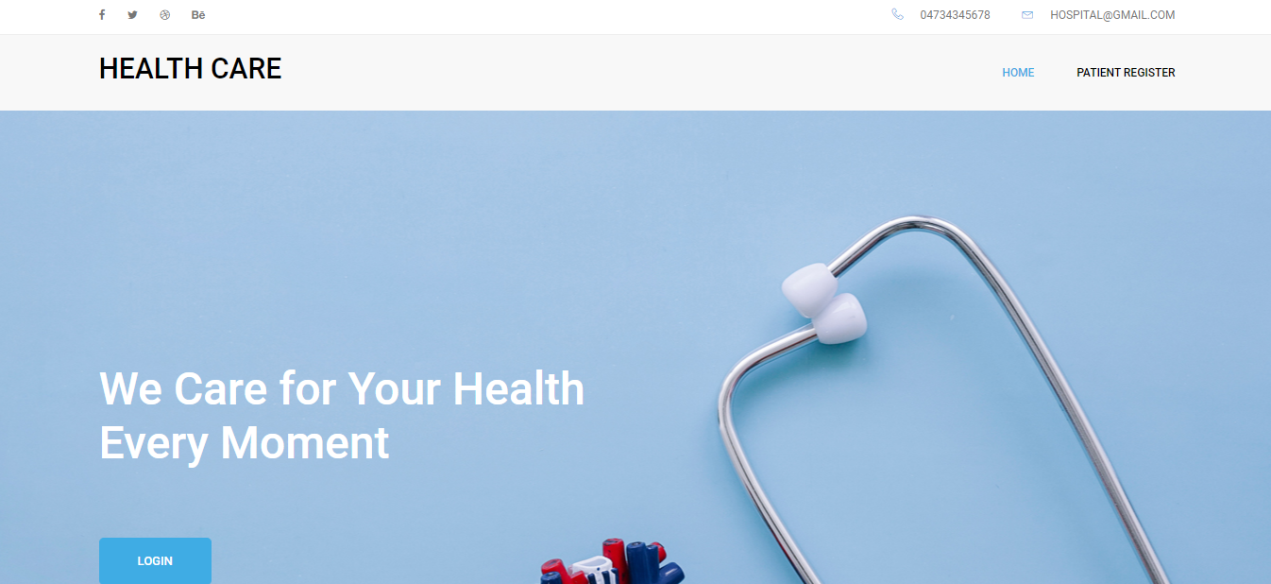 Bē
04734345678
HOSPITAL@GMAIL.COM
HEALTH CARE
HOME
PATIENT REGISTER
We Care for Your Health
Every Moment
LOGIN